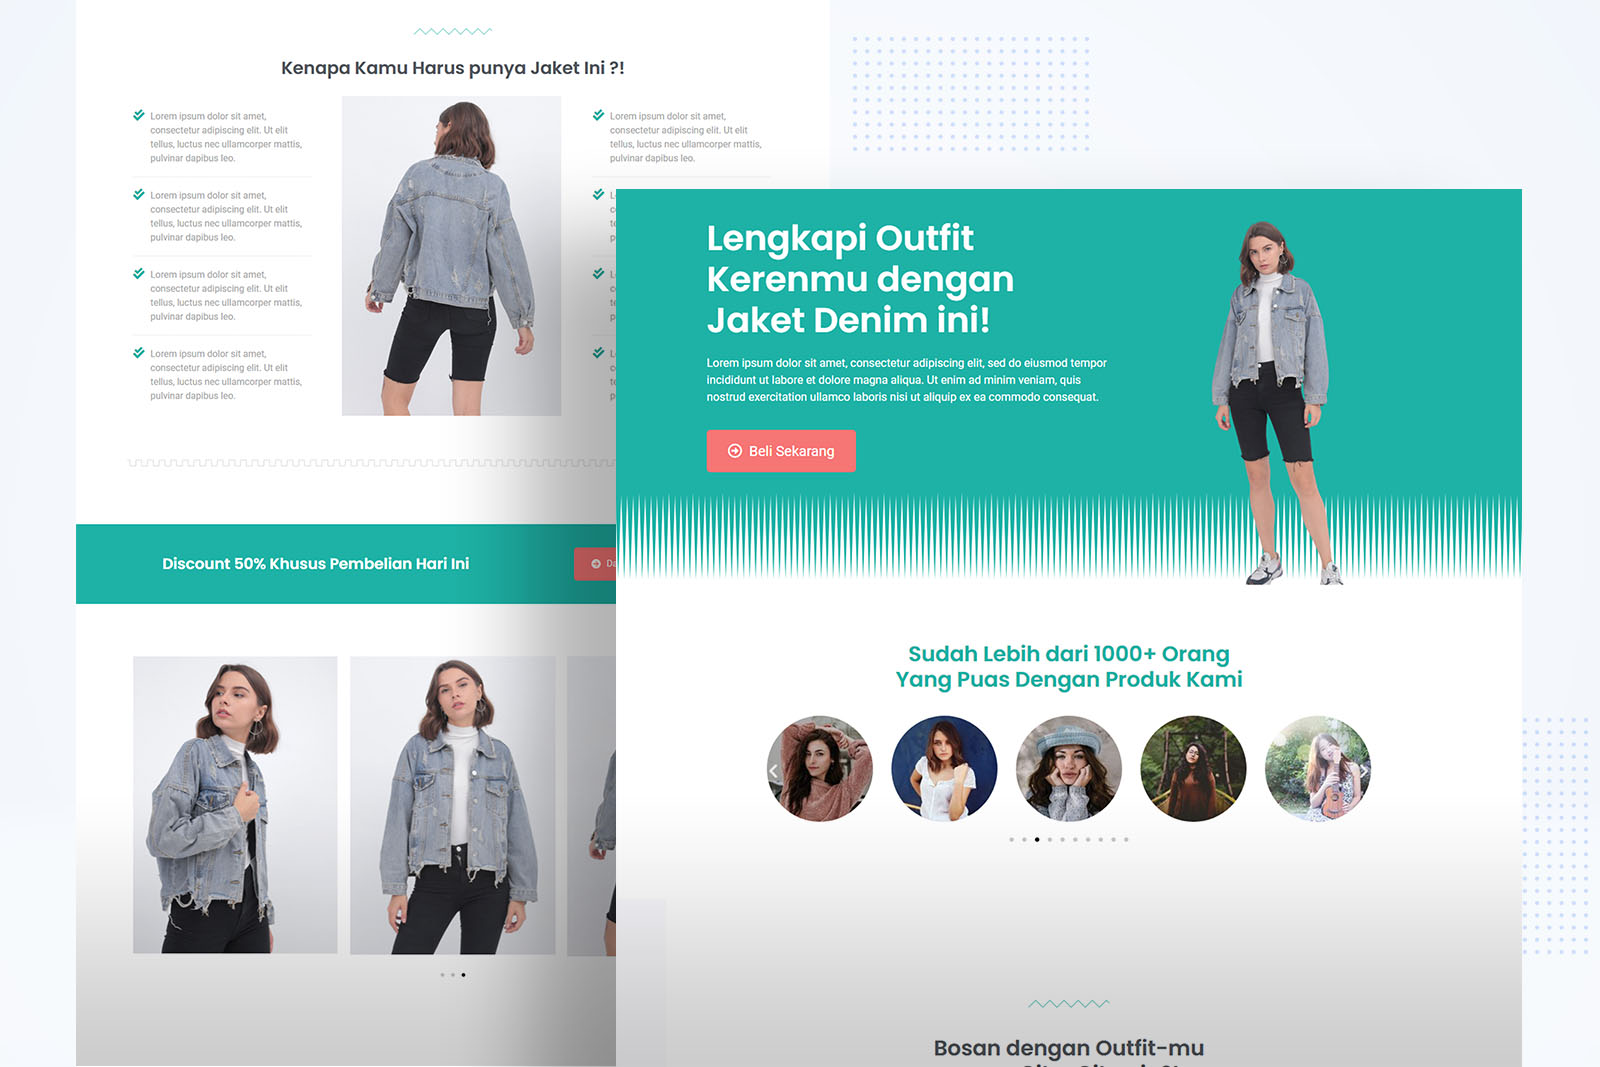 Kenapa Kamu Harus punya Jaket Ini ?!
Lorem ipsum dolor sit amet,
consectetur adipiscing elit. Ut elit
tellus, luctus nec ullamcorper mattis,
pulvinar dapibus leo.
Lorem ipsum dolor sit amet,
consectetur adipiscing elit. Ut elit
tellus, luctus nec ullamcorper mattis,
pulvinar dapibus leo.
Lorem ipsum dolor sit amet,
consectetur adipiscing elit. Ut elit
tellus, luctus nec ullamcorper mattis,
pulvinar dapibus leo.
Lorem ipsum dolor sit amet,
consectetur adipiscing elit. Ut elit
tellus, luctus nec ullamcorper mattis,
pulvinar dapibus leo.
Lorem ipsum dolor sit amet,
consectetur adipiscing elit. Ut elit
tellus, luctus nec ullamcorper mattis,
pulvinar dapibus leo.
Discount 50% Khusus Pembelian Hari Ini
Lengkapi Outfit
Kerenmu dengan
Jaket Denim ini!
Lorem ipsum dolor sit amet, consectetur adipiscing elit, sed do eiusmod tempor
incididunt ut labore et dolore magna aliqua. Ut enim ad minim veniam, quis
nostrud exercitation ullamco laboris nisi ut aliquip ex ea commodo consequat.
Beli Sekarang
Sudah Lebih dari 1000+ Orang
Yang Puas Dengan Produk Kami
Bosan dengan Outfit-mu